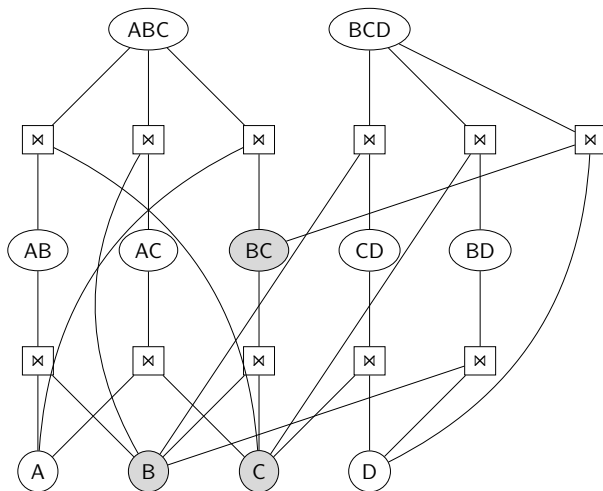 ABC BCD
⋈ ⋈ ⋈ ⋈ ⋈ ⋈
AB AC BC CD BD
⋈ ⋈ ⋈ ⋈ ⋈
A B C D